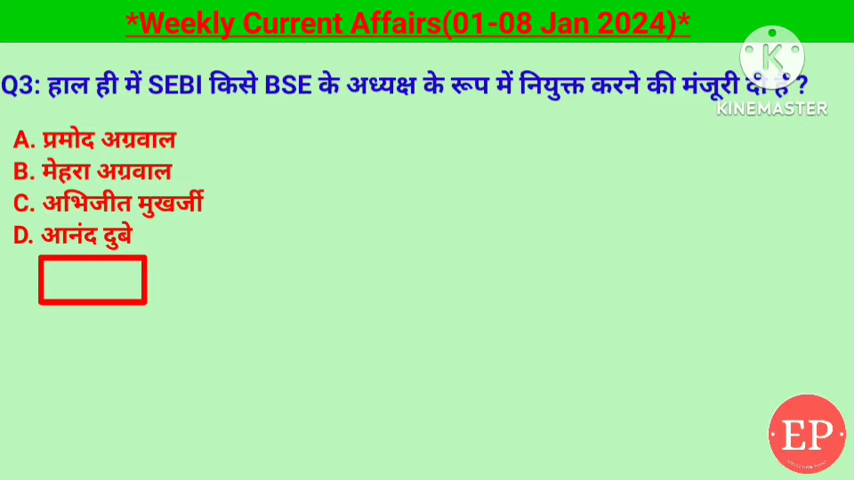 *Weekly Current Affairs(01-08 Jan 2024)*
Q3: हाल ही में SEBI किसे BSE के अध्यक्ष के रूप में नियुक्त करने की मंजूरी दी है ?
K
KINEMASTER
A. प्रमोद अग्रवाल
B. मेहरा अग्रवाल
C. अभिजीत मुखर्जी
D. आनंद दुबे
EP